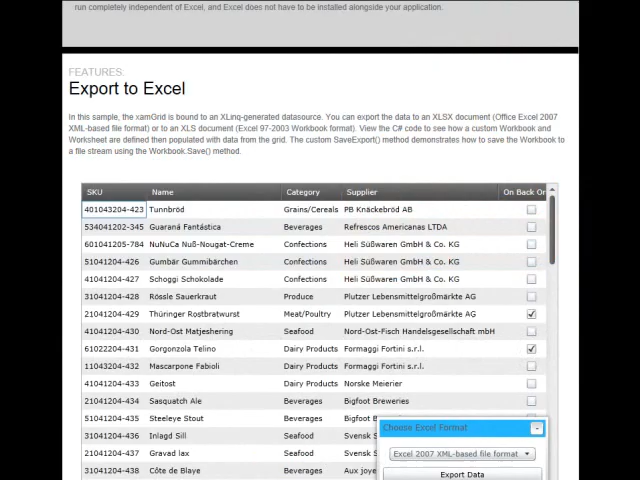 run completely independent of Excel, and Excel does not have to be installed alongside your application.
FEATURES:
Export to Excel
In this sample, the xamGrid is bound to an XLinq-generated datasource. You can export the data to an XLSX document (Office Excel 2007
XML-based file format) or to an XLS document (Excel 97-2003 Workbook format). View the C# code to see how a custom Workbook and
Worksheet are defined then populated with data from the grid. The custom SaveExport() method demonstrates how to save the Workbook to
a file stream using the Workbook.Save() method.
SKU Name Category Supplier On Back Or
401043204-423 Tunnbröd Grains/Cereals PB Knäckebröd AB
534041202-345 Guaraná Fantástica Beverages Refrescos Americanas LTDA
601041205-784 NuNuCa Nuß-Nougat-Creme Confections Heli Süßwaren GmbH & Co. KG
51041204-426 Gumbär Gummibärchen Confections Heli Süßwaren GmbH & Co. KG
41041204-427 Schoggi Schokolade Confections Heli Süßwaren GmbH & Co. KG
31041204-428 Rössle Sauerkraut Produce Plutzer Lebensmittelgroßmärkte AG
21041204-429 Thüringer Rostbratwurst Meat/Poultry Plutzer Lebensmittelgroßmärkte AG
41041204-430 Nord-Ost Matjeshering Seafood Nord-Ost-Fisch Handelsgesellschaft mbH
61022204-431 Gorgonzola Telino Dairy Products Formaggi Fortini s.r.l.
11043204-432 Mascarpone Fabioli Dairy Products Formaggi Fortini s.r.l.
41041204-433 Geitost Dairy Products Norske Meierier
21041204-434 Sasquatch Ale Beverages Bigfoot Breweries
51041204-435 Steeleye Stout Beverages Bigfoot Breweries
31041204-436 Inlagd Sill Seafood Svensk S
21041204-437 Gravad lax Seafood Svensk S
31041204-438 Côte de Blaye Beverages Aux joye
Choose Excel Format
Excel 2007 XML-based file format
Export Data